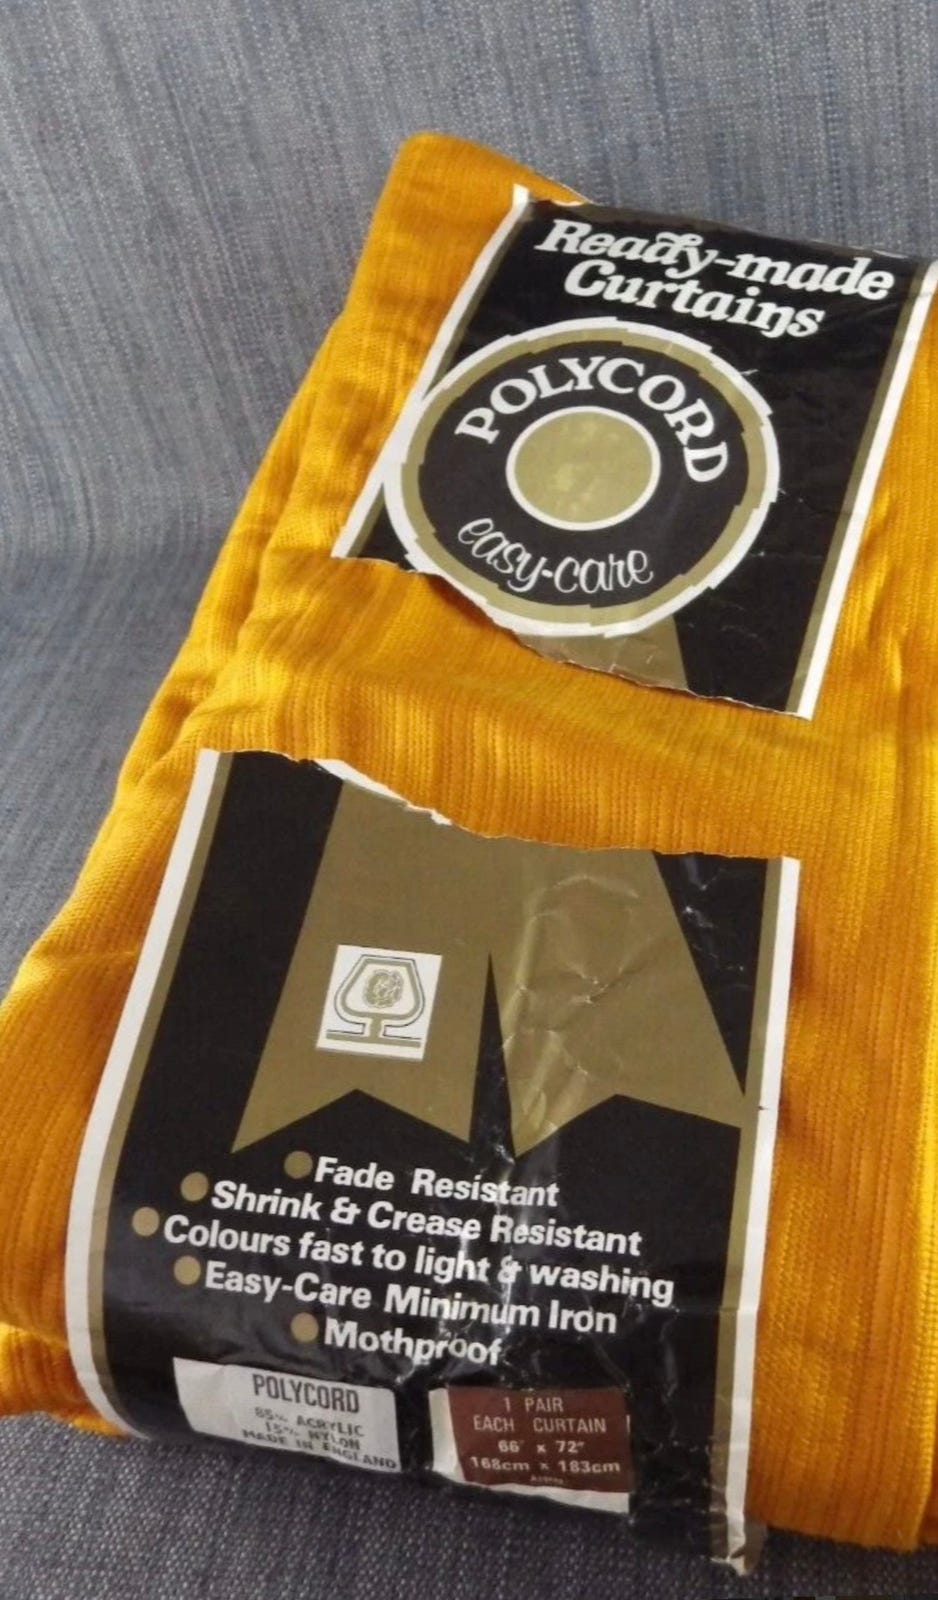 Ready-made
Curtains
POLYCORD
easy-care
Fade Resistant
Shrink & Crease Resistant
Colours fast to light & washing
Easy-Care Minimum Iron
Mothproof
POLYCORD
85% ACRYLIC
15% NYLON
MADE IN ENGLAND
1 PAIR
EACH CURTAIN
66" x 72"
168cm x 183cm
Approx.